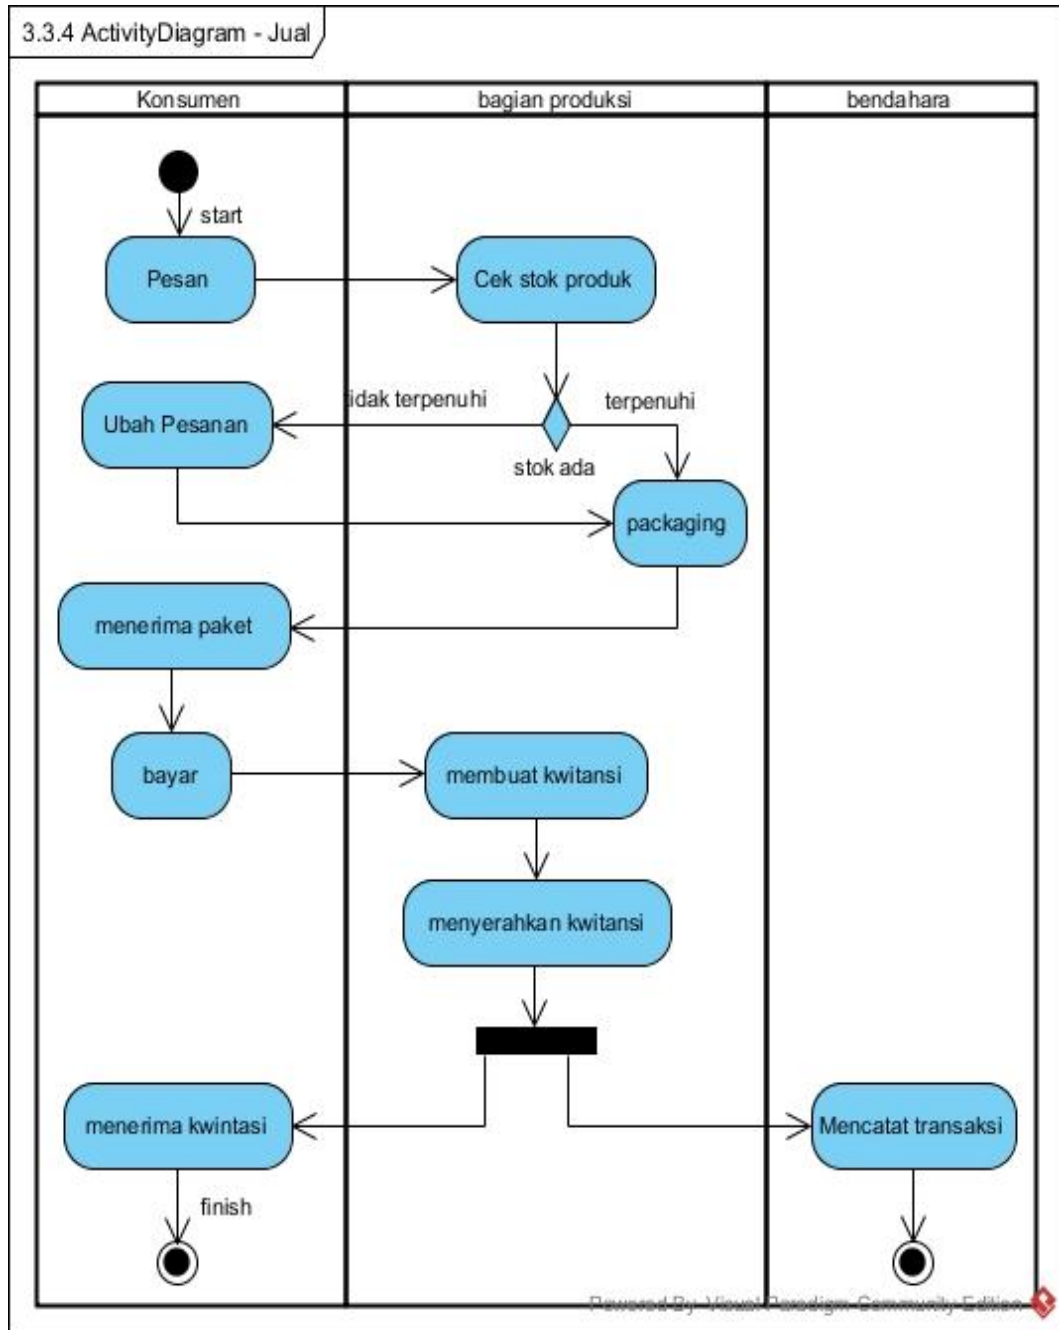 3.3.4 ActivityDiagram - Jual
Konsumen
bagian produksi
bendahara
start
Pesan
Cek stok produk
tidak terpenuhi
terpenuhi
Ubah Pesanan
stok ada
packaging
menerima paket
bayar
membuat kwitansi
menyerahkan kwitansi
menerima kwintasi
Mencatat transaksi
finish
Powered By Visual Paradigm Community Edition